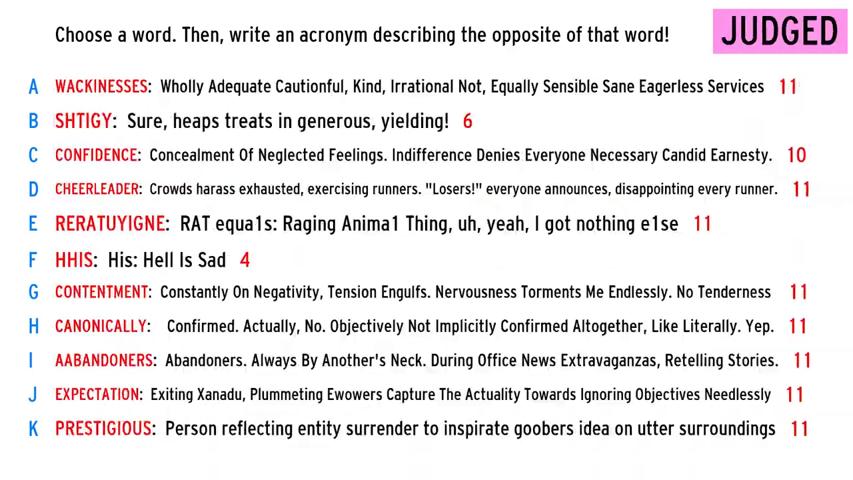 Choose a word. Then, write an acronym describing the opposite of that word!
JUDGED
A WACKINESSES: Wholly Adequate Cautionful, Kind, Irrational Not, Equally Sensible Sane Eagerless Services 11
B SHTIGY: Sure, heaps treats in generous, yielding! 6
C CONFIDENCE: Concealment Of Neglected Feelings. Indifference Denies Everyone Necessary Candid Earnesty. 10
D CHEERLEADER: Crowds harass exhausted, exercising runners. "Losers!" everyone announces, disappointing every runner. 11
E RERATUYIGNE: RAT equa1s: Raging Anima1 Thing, uh, yeah, I got nothing e1se 11
F HHIS: His: Hell Is Sad 4
G CONTENTMENT: Constantly On Negativity, Tension Engulfs. Nervousness Torments Me Endlessly. No Tenderness 11
H CANONICALLY: Confirmed. Actually, No. Objectively Not Implicitly Confirmed Altogether, Like Literally. Yep. 11
I AABANDONERS: Abandoners. Always By Another's Neck. During Office News Extravaganzas, Retelling Stories. 11
J EXPECTATION: Exiting Xanadu, Plummeting Ewowers Capture The Actuality Towards Ignoring Objectives Needlessly 11
K PRESTIGIOUS: Person reflecting entity surrender to inspirate goobers idea on utter surroundings 11